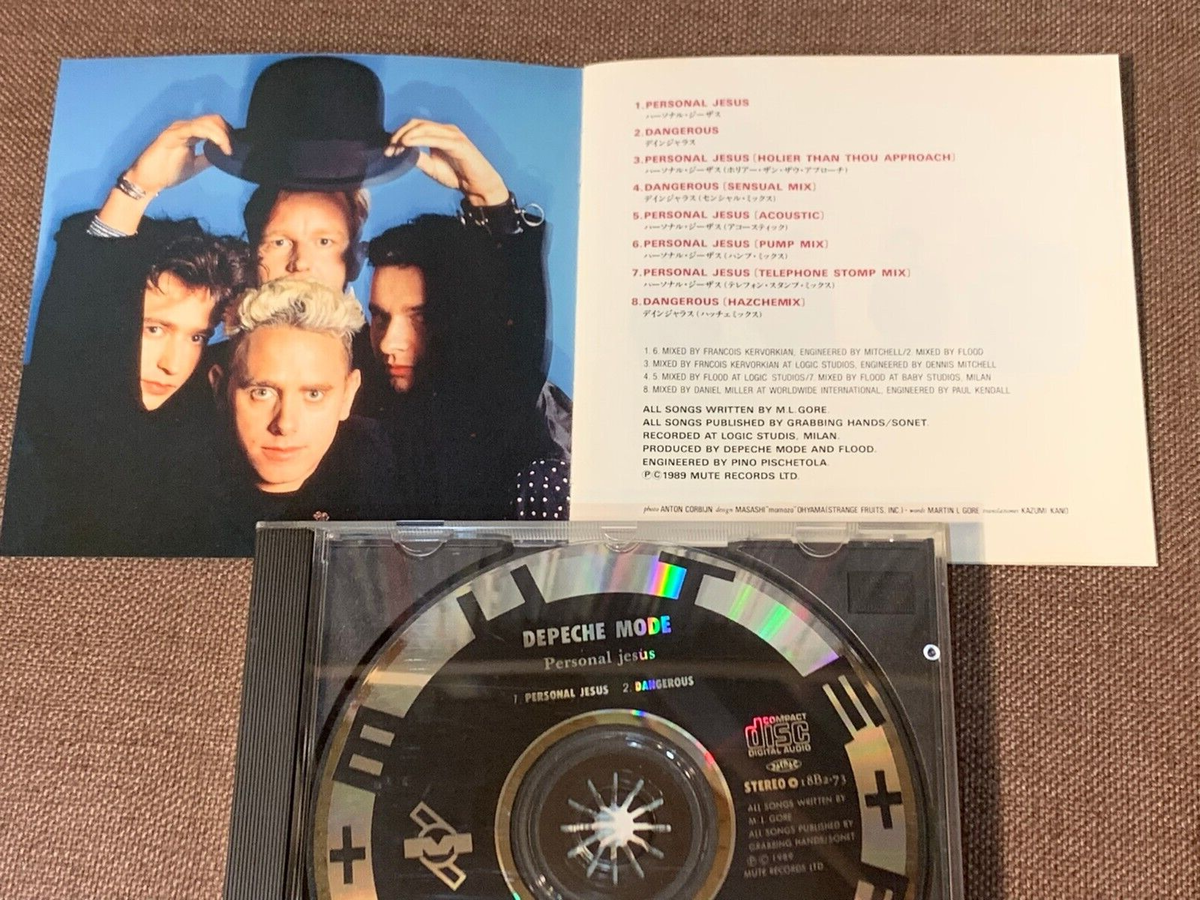 1. PERSONAL JESUS
パーソナル・ジーザス
2. DANGEROUS
デインジャラス
3. PERSONAL JESUS (HOLIER THAN THOU APPROACH)
パーソナル・ジーザス(ホリアー・ザン・ザウ・アプローチ)
4. DANGEROUS (SENSUAL MIX)
デインジャラス(センシャル・ミックス)
5. PERSONAL JESUS (ACOUSTIC)
パーソナル・ジーザス(アコースティック)
6. PERSONAL JESUS (PUMP MIX)
パーソナル・ジーザス(パンプ・ミックス)
7. PERSONAL JESUS (TELEPHONE STOMP MIX)
パーソナル・ジーザス(テレフォン・スタンプ・ミックス)
8. DANGEROUS (HAZCHEMIX)
デインジャラス(ハッチェミックス)
1. 6. MIXED BY FRANCOIS KERVORKIAN, ENGINEERED BY MITCHELL/2. MIXED BY FLOOD
3. MIXED BY FRNCOIS KERVORKIAN AT LOGIC STUDIOS, ENGINEERED BY DENNIS MITCHELL
4. 5. MIXED BY FLOOD AT LOGIC STUDIOS/7. MIXED BY FLOOD AT BABY STUDIOS, MILAN
8. MIXED BY DANIEL MILLER AT WORLDWIDE INTERNATIONAL, ENGINEERED BY PAUL KENDALL
ALL SONGS WRITTEN BY M.L.GORE.
ALL SONGS PUBLISHED BY GRABBING HANDS/SONET.
RECORDED AT LOGIC STUDIS, MILAN.
PRODUCED BY DEPECHE MODE AND FLOOD.
ENGINEERED BY PINO PISCHETOLA.
Ⓟ©1989 MUTE RECORDS LTD.
photo ANTON CORBIJN design MASASHI "mamazu" OHYAMA(STRANGE FRUITS, INC.)・words MARTIN L GORE translations KAZUMI KANO
DEPECHE MODE
Personal jesus
1. PERSONAL JESUS 2. DANGEROUS
COMPACT
disc
DIGITAL AUDIO
STEREO 18B2-73
ALL SONGS WRITTEN BY
M. L. GORE
ALL SONGS PUBLISHED BY
GRABBING HANDS/SONET
Ⓟ© 1989
MUTE RECORDS LTD.